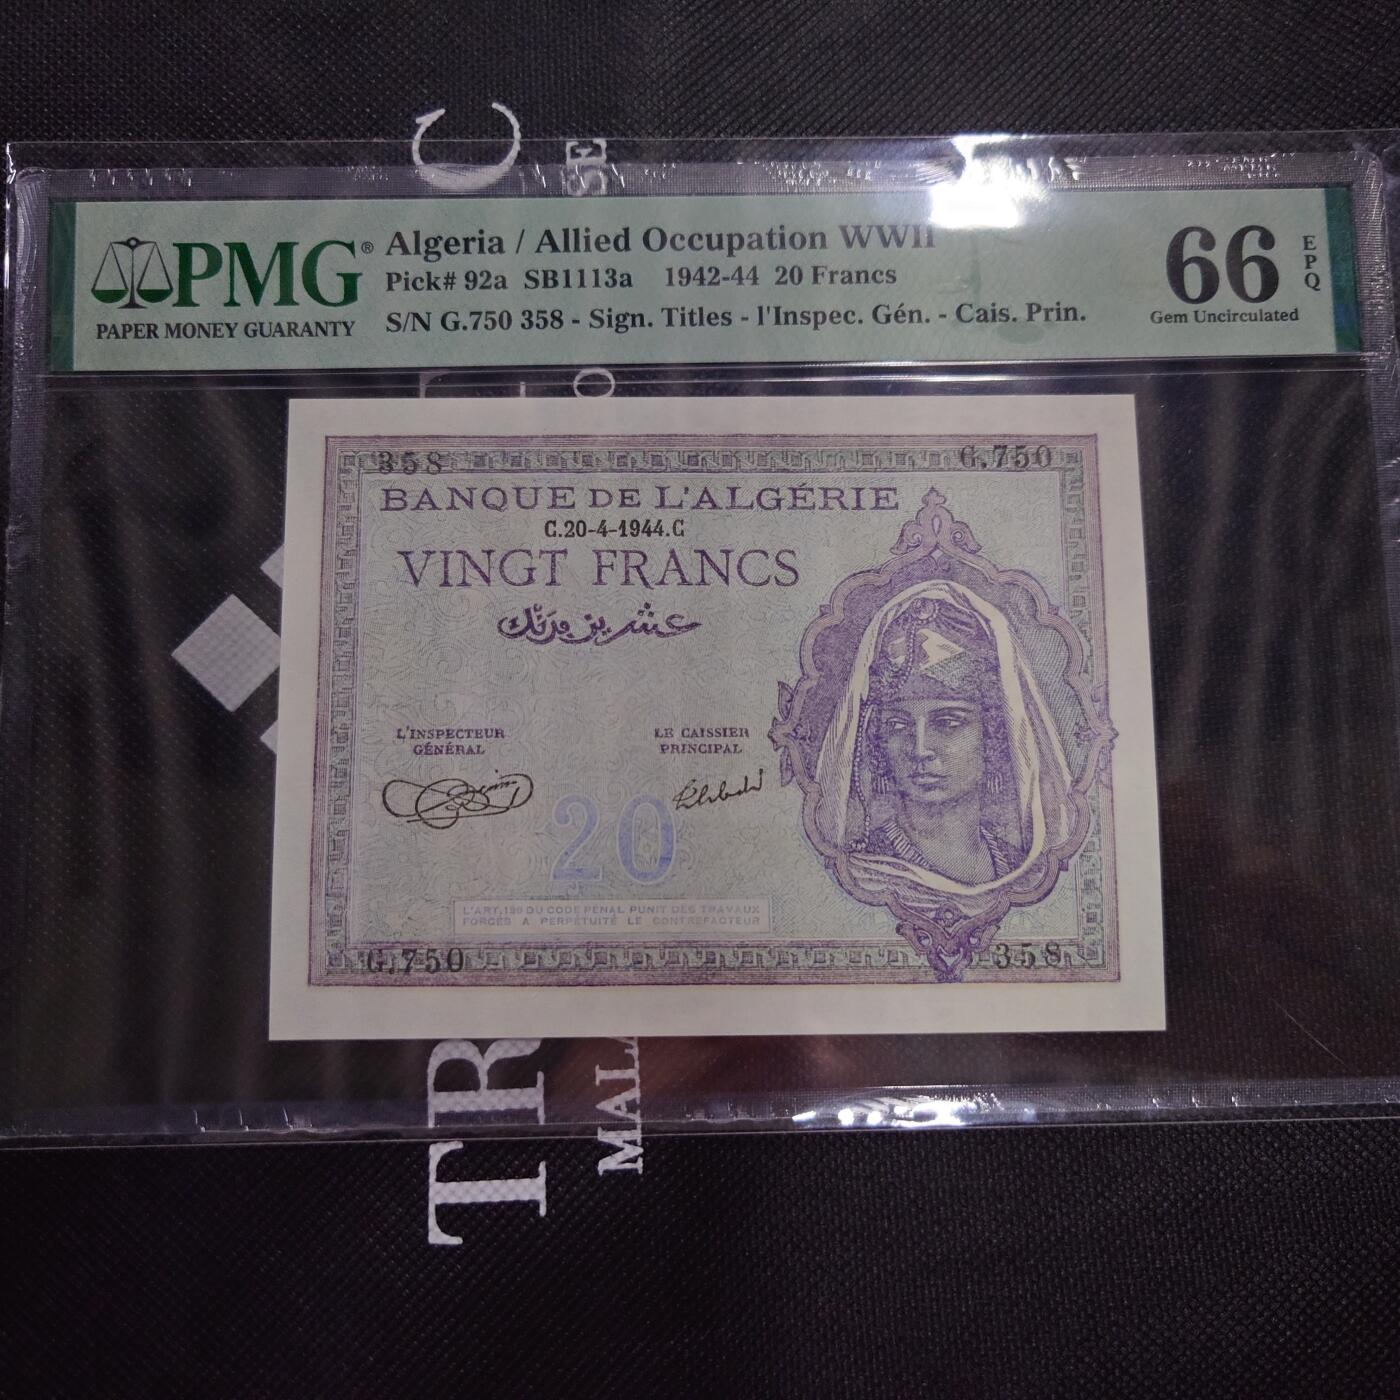 PMG®
PAPER MONEY GUARANTY
Algeria / Allied Occupation WWII
Pick# 92a SB1113a 1942-44 20 Francs
S/N G.750 358 - Sign. Titles - l'Inspec. Gén. - Cais. Prin.
66
EPQ
Gem Uncirculated
358 G.750
BANQUE DE L'ALGÉRIE
C.20-4-1944.C
VINGT FRANCS
عشرين فرنك
L'INSPECTEUR
GÉNÉRAL
LE CAISSIER
PRINCIPAL
20
L'ART.139 DU CODE PENAL PUNIT DES TRAVAUX
FORCÉS A PERPÉTUITÉ LE CONTREFACTEUR
G.750 358
C
SE
TR
MALA